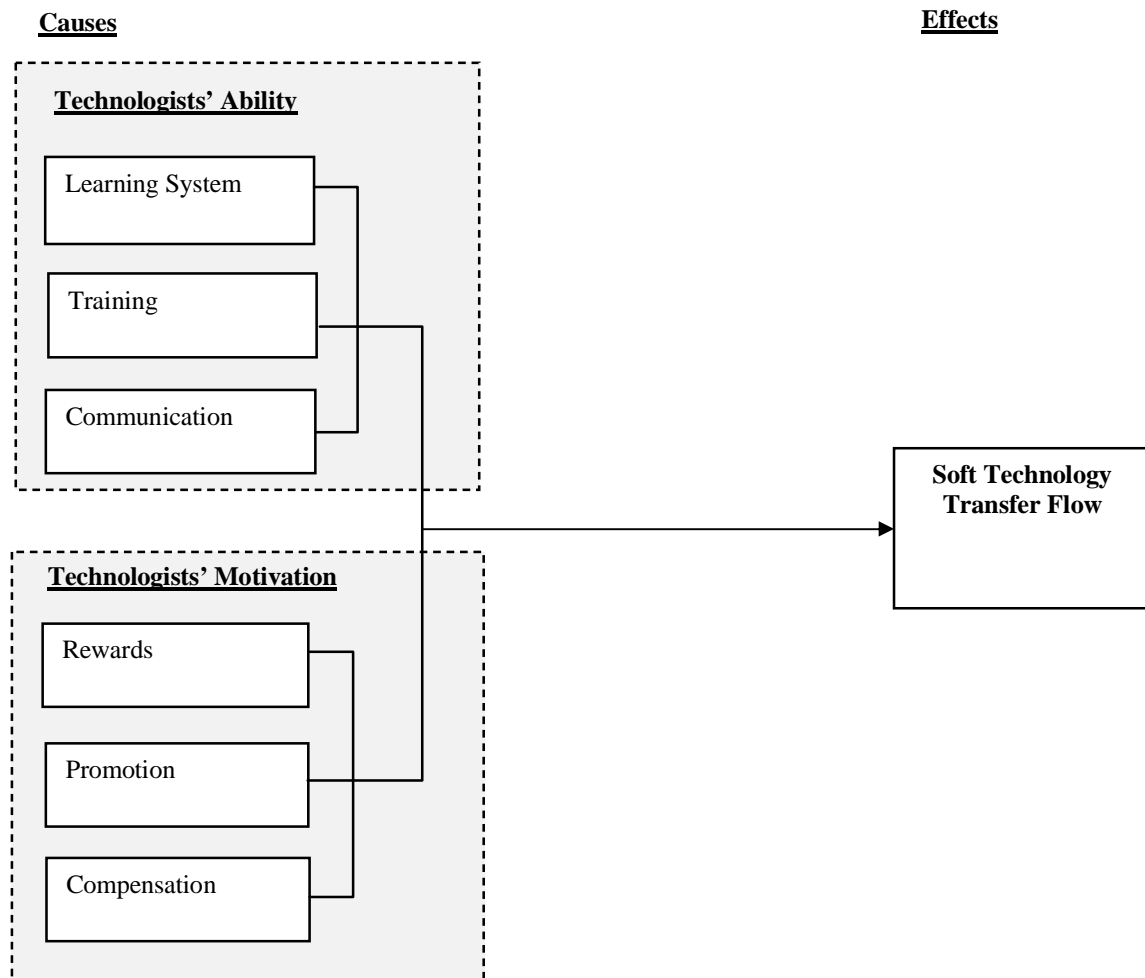 Causes
Effects
Technologists’ Ability
Learning System
Training
Communication
Soft Technology
Transfer Flow
Technologists’ Motivation
Rewards
Promotion
Compensation